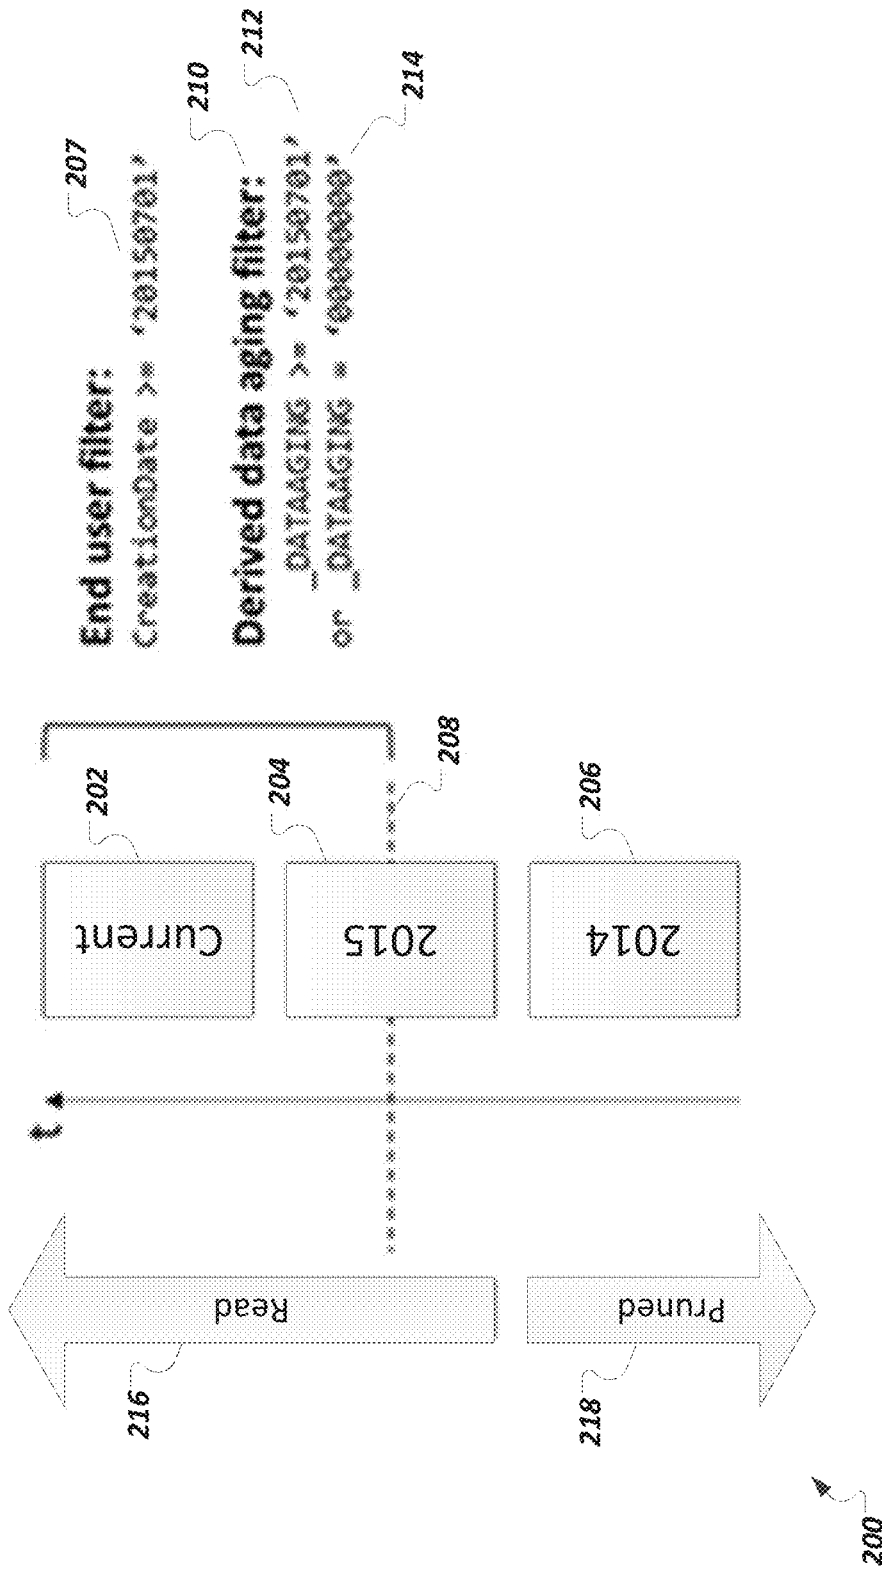 200
216
Read
218
Pruned
t
202
Current
204
2015
206
2014
208
End user filter:
207
CreationDate >= '20150701'
210
Derived data aging filter:
212
_DATAAGING >= '20150701'
or _DATAAGING = '00000000'
214